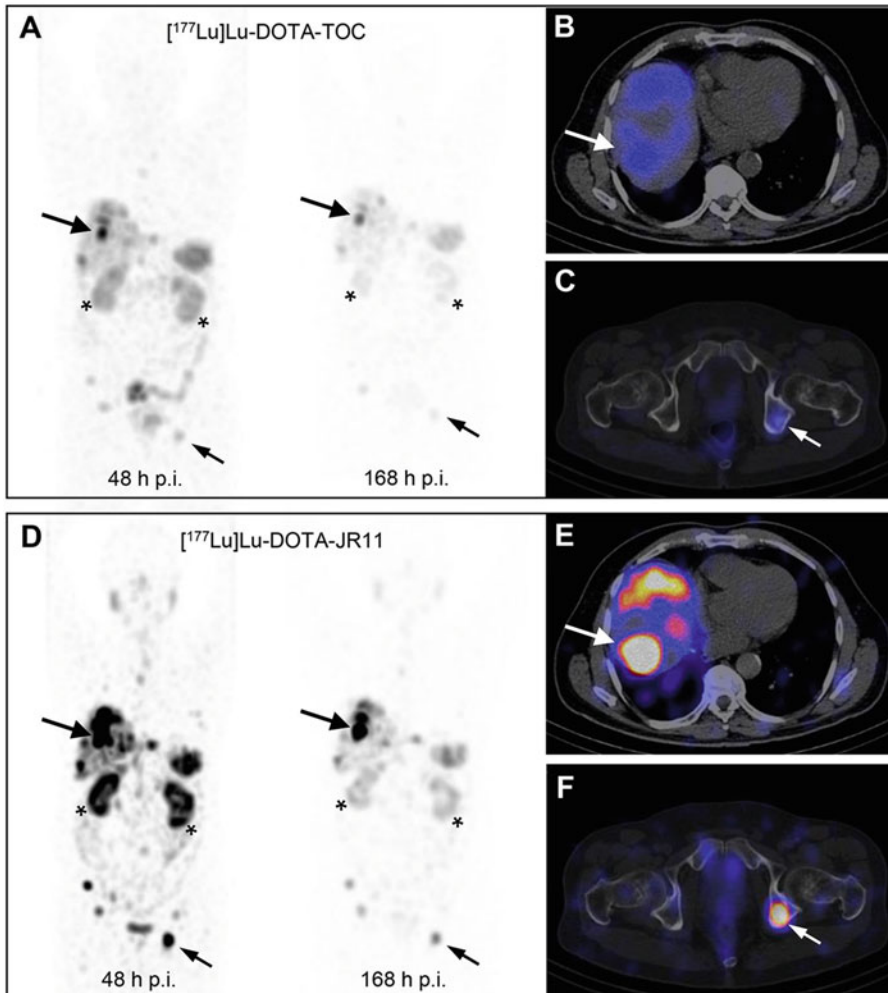 A
[¹⁷⁷Lu]Lu-DOTA-TOC
*
*
*
*
48 h p.i.
168 h p.i.
B
C
D
[¹⁷⁷Lu]Lu-DOTA-JR11
*
*
*
*
48 h p.i.
168 h p.i.
E
F